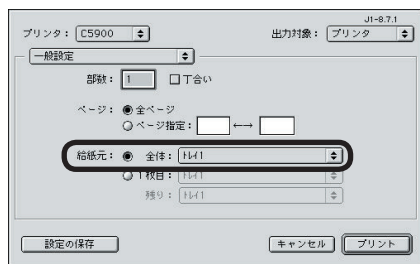 J1-8.7.1
プリンタ： C5900 出力対象： プリンタ
一般設定
部数： 1 丁合い
ページ： 全ページ
ページ指定： ←→
給紙元： 全体： ﾄﾚｲ1
1枚目： ﾄﾚｲ1
残り： ﾄﾚｲ1
設定の保存 キャンセル プリント